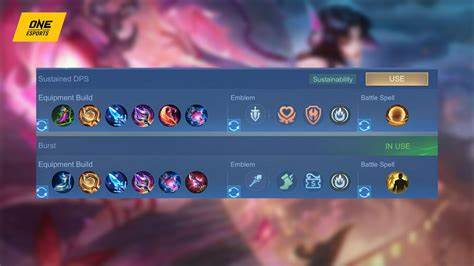 ONE
ESPORTS
Sustained DPS
Sustainability
USE
Equipment Build
Emblem
Battle Spell
Burst
IN USE
Equipment Build
Emblem
Battle Spell